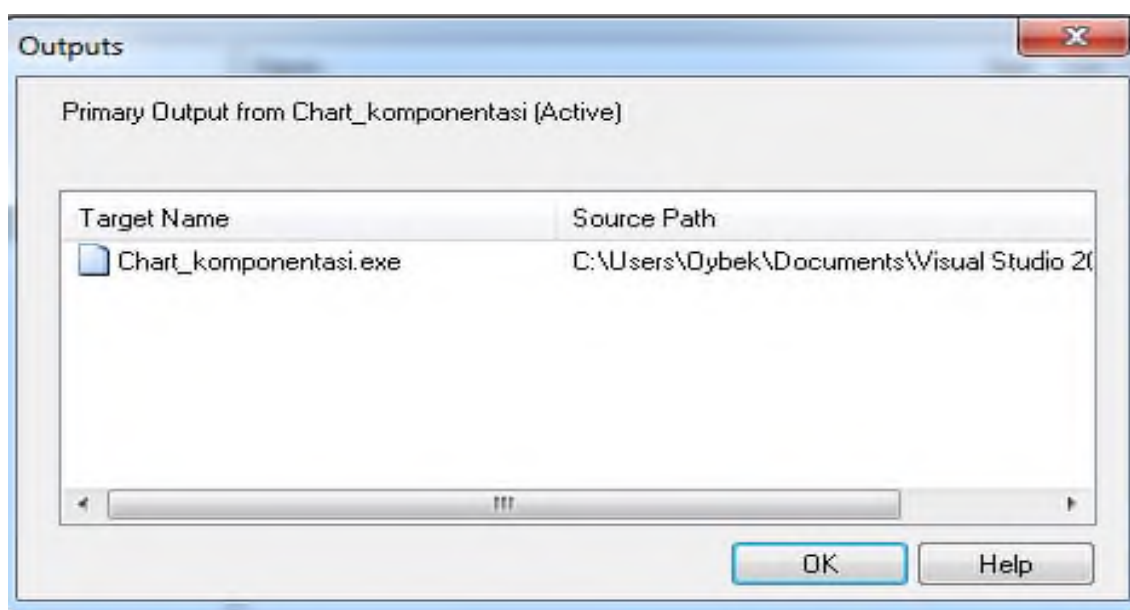 Outputs
Primary Output from Chart_komponentasi (Active)
Target Name Source Path
Chart_komponentasi.exe C:\Users\Oybek\Documents\Visual Studio 20
OK Help